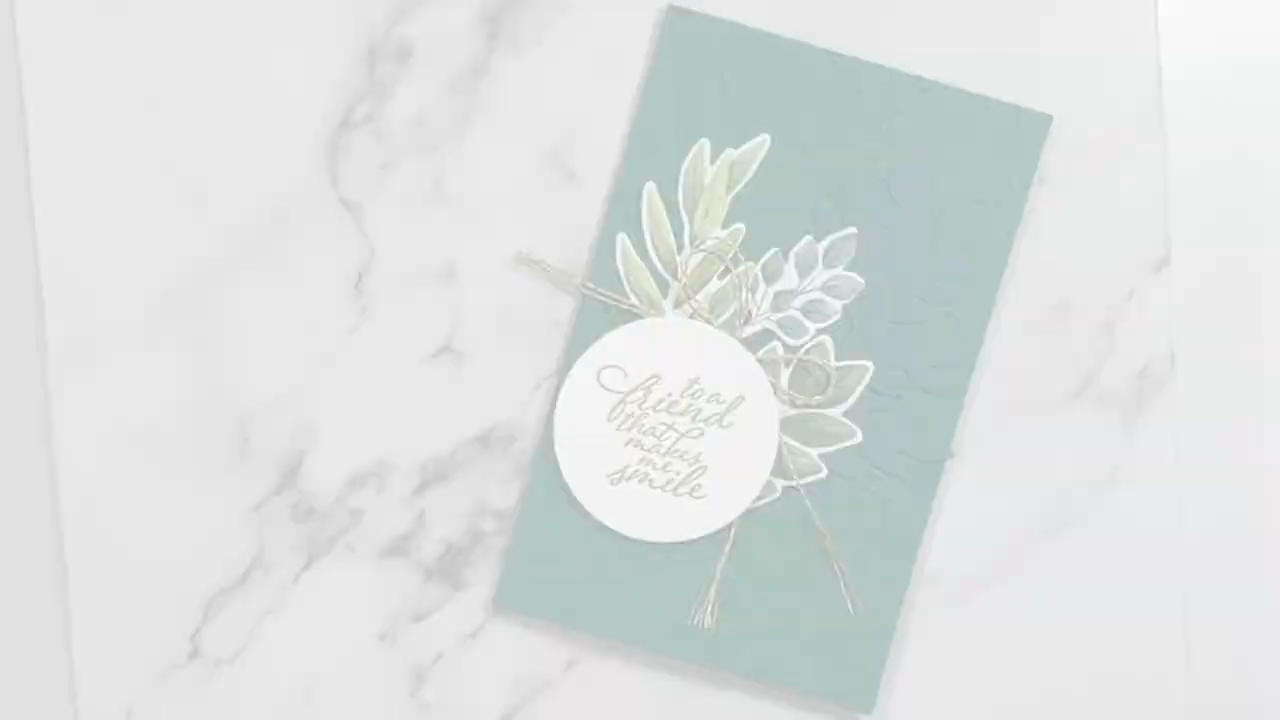 to a
friend
that
makes
me
smile